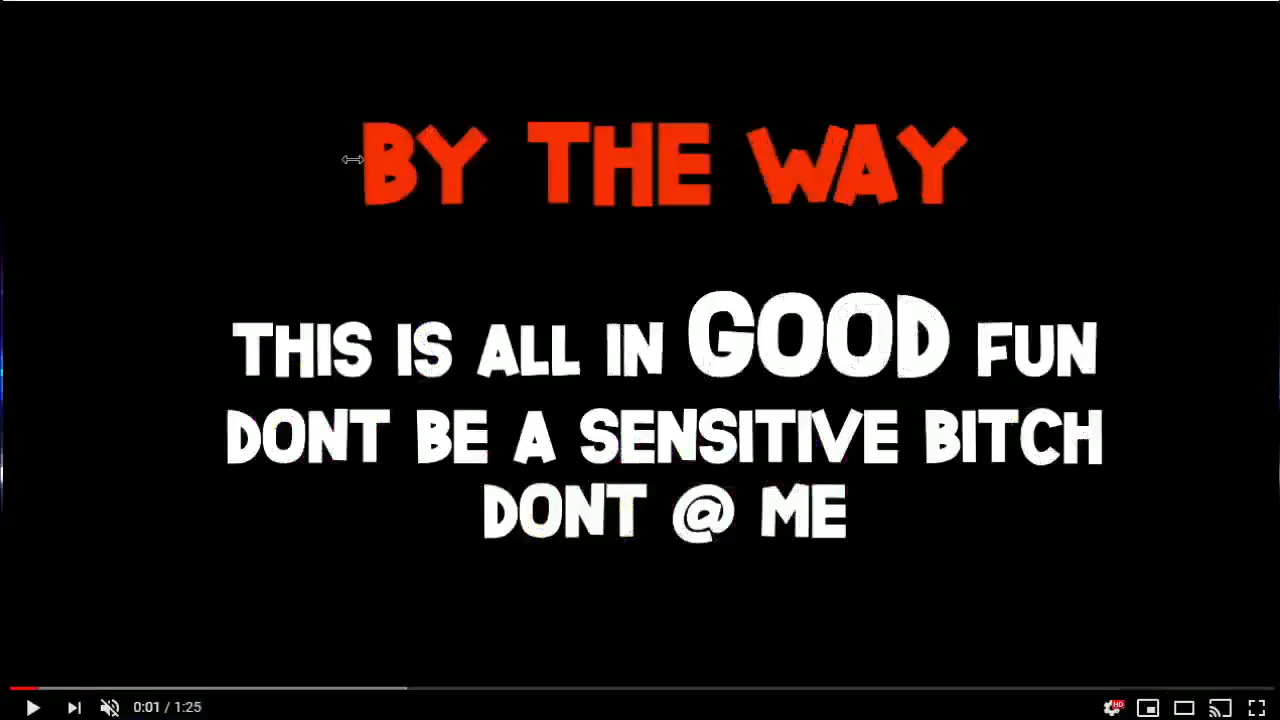 BY THE WAY
THIS IS ALL IN GOOD FUN
DONT BE A SENSITIVE BITCH
DONT @ ME
0:01 / 1:25
HD